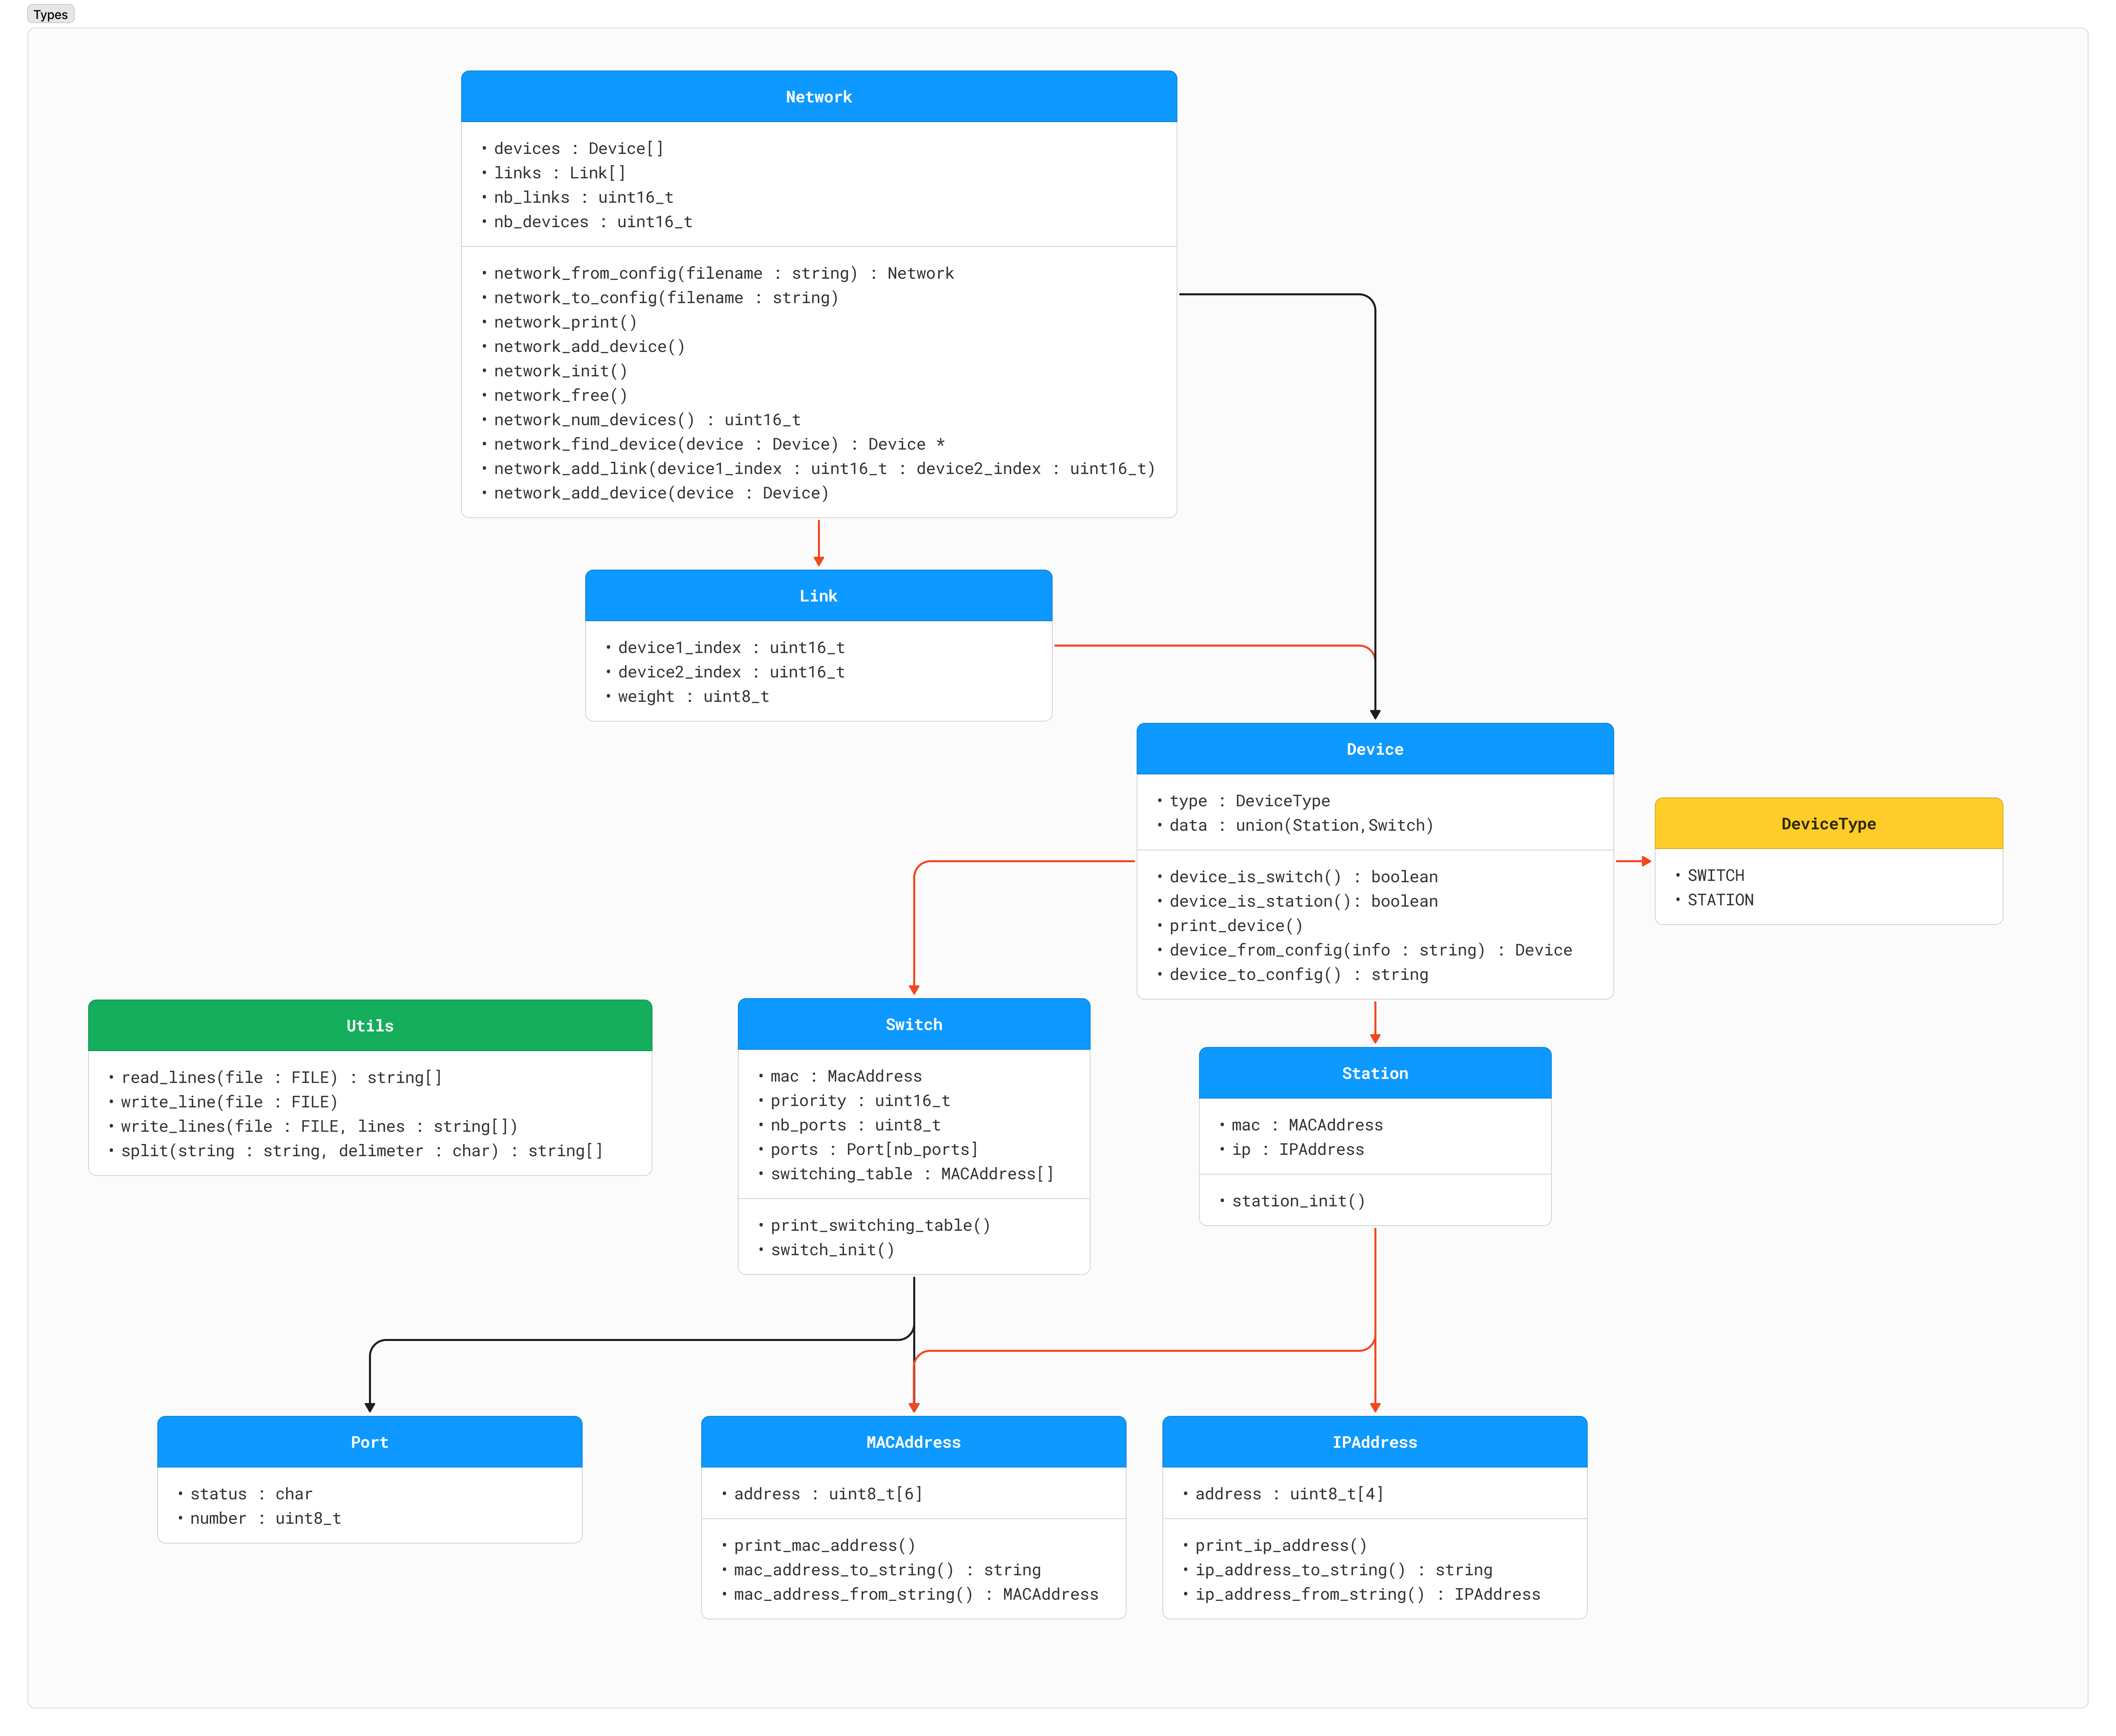 Types
Network
• devices : Device[]
• links : Link[]
• nb_links : uint16_t
• nb_devices : uint16_t
• network_from_config(filename : string) : Network
• network_to_config(filename : string)
• network_print()
• network_add_device()
• network_init()
• network_free()
• network_num_devices() : uint16_t
• network_find_device(device : Device) : Device *
• network_add_link(device1_index : uint16_t : device2_index : uint16_t)
• network_add_device(device : Device)
Link
• device1_index : uint16_t
• device2_index : uint16_t
• weight : uint8_t
Device
• type : DeviceType
• data : union(Station,Switch)
• device_is_switch() : boolean
• device_is_station(): boolean
• print_device()
• device_from_config(info : string) : Device
• device_to_config() : string
DeviceType
• SWITCH
• STATION
Utils
• read_lines(file : FILE) : string[]
• write_line(file : FILE)
• write_lines(file : FILE, lines : string[])
• split(string : string, delimeter : char) : string[]
Switch
• mac : MacAddress
• priority : uint16_t
• nb_ports : uint8_t
• ports : Port[nb_ports]
• switching_table : MACAddress[]
• print_switching_table()
• switch_init()
Station
• mac : MACAddress
• ip : IPAddress
• station_init()
Port
• status : char
• number : uint8_t
MACAddress
• address : uint8_t[6]
• print_mac_address()
• mac_address_to_string() : string
• mac_address_from_string() : MACAddress
IPAddress
• address : uint8_t[4]
• print_ip_address()
• ip_address_to_string() : string
• ip_address_from_string() : IPAddress